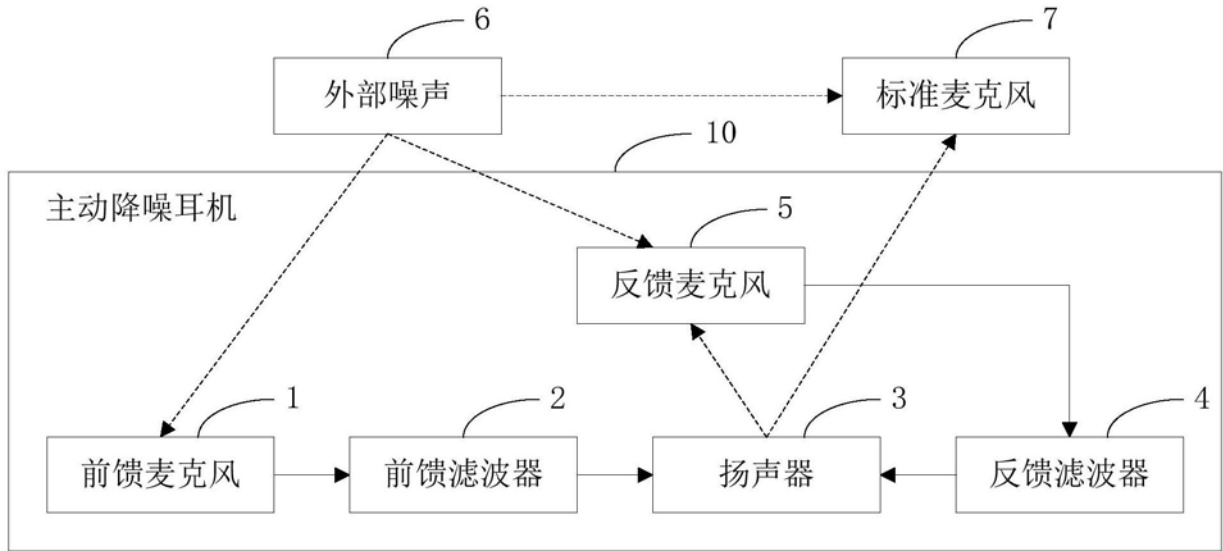 6
7
外部噪声
标准麦克风
10
主动降噪耳机
5
反馈麦克风
1
2
3
4
前馈麦克风
前馈滤波器
扬声器
反馈滤波器